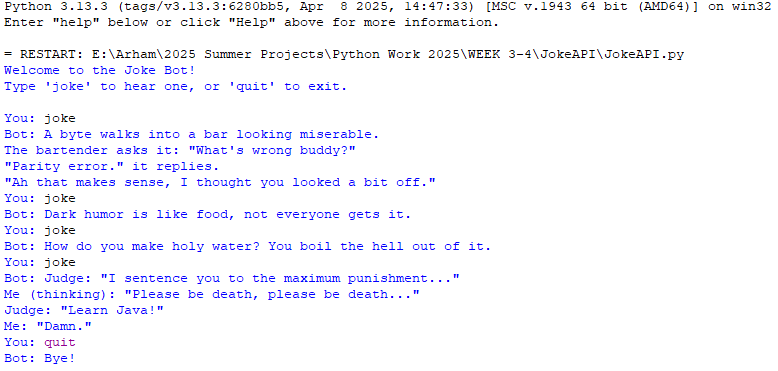 Python 3.13.3 (tags/v3.13.3:6280bb5, Apr  8 2025, 14:47:33) [MSC v.1943 64 bit (AMD64)] on win32
Enter "help" below or click "Help" above for more information.
= RESTART: E:\Arham\2025 Summer Projects\Python Work 2025\WEEK 3-4\JokeAPI\JokeAPI.py
Welcome to the Joke Bot!
Type 'joke' to hear one, or 'quit' to exit.
You: joke
Bot: A byte walks into a bar looking miserable.
The bartender asks it: "What's wrong buddy?"
"Parity error." it replies.
"Ah that makes sense, I thought you looked a bit off."
You: joke
Bot: Dark humor is like food, not everyone gets it.
You: joke
Bot: How do you make holy water? You boil the hell out of it.
You: joke
Bot: Judge: "I sentence you to the maximum punishment..."
Me (thinking): "Please be death, please be death..."
Judge: "Learn Java!"
Me: "Damn."
You: quit
Bot: Bye!